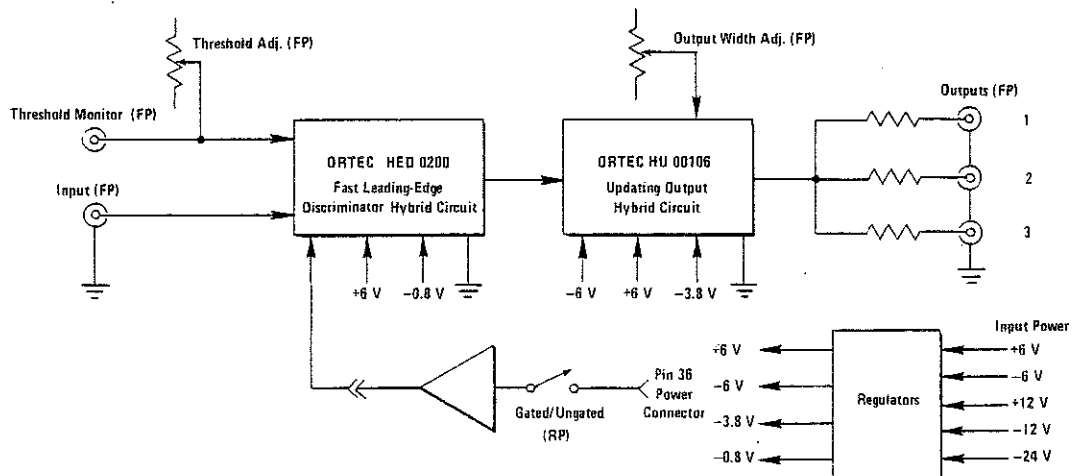 Threshold Adj. (FP)
Output Width Adj. (FP)
Threshold Monitor (FP)
Outputs (FP)
1
ORTEC HED 0200
Fast Leading-Edge
Discriminator Hybrid Circuit
ORTEC HU 00106
Updating Output
Hybrid Circuit
2
Input (FP)
3
+6 V
−0.8 V
−6 V
+6 V
−3.8 V
Input Power
+6 V
+6 V
−6 V
Pin 36
Power
Connector
−6 V
Regulators
+12 V
Gated/Ungated
(RP)
−3.8 V
−12 V
−0.8 V
−24 V